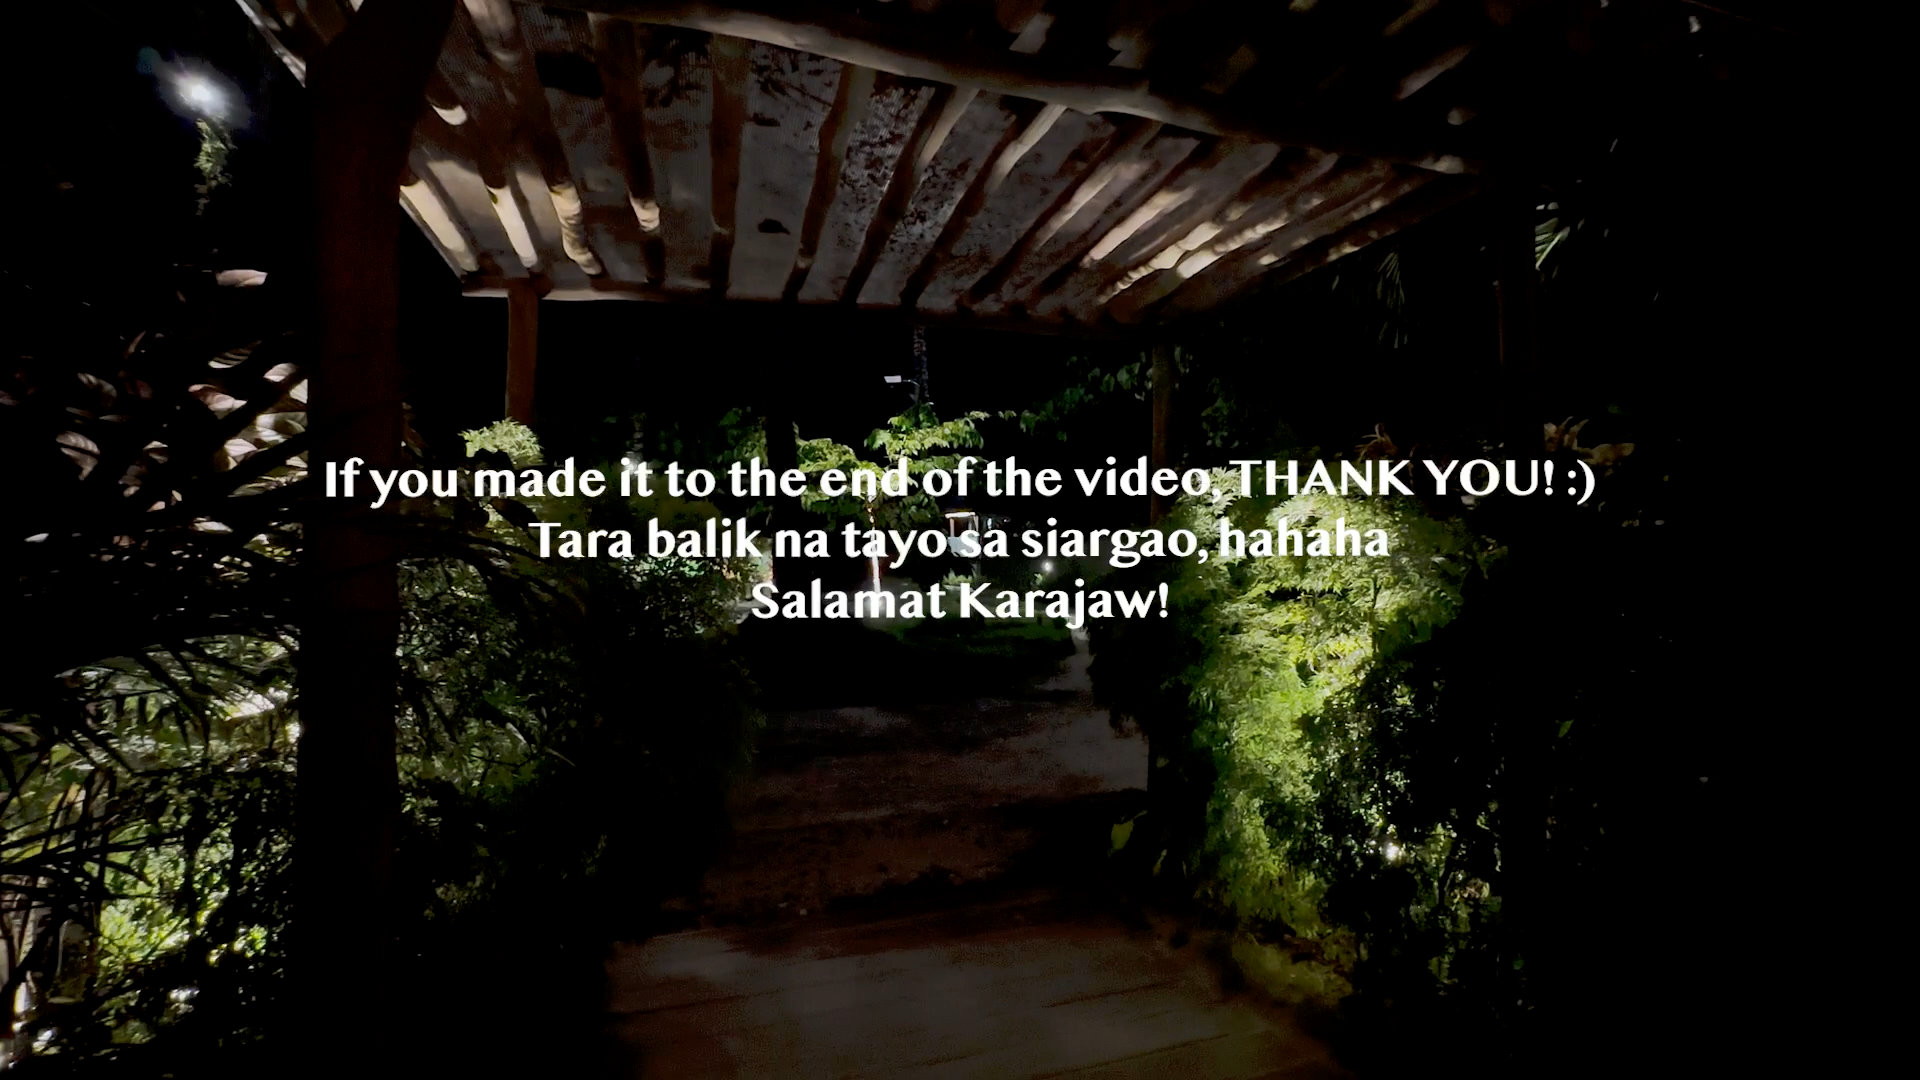 If you made it to the end of the video, THANK YOU! :)
Tara balik na tayo sa siargao, hahaha
Salamat Karajaw!